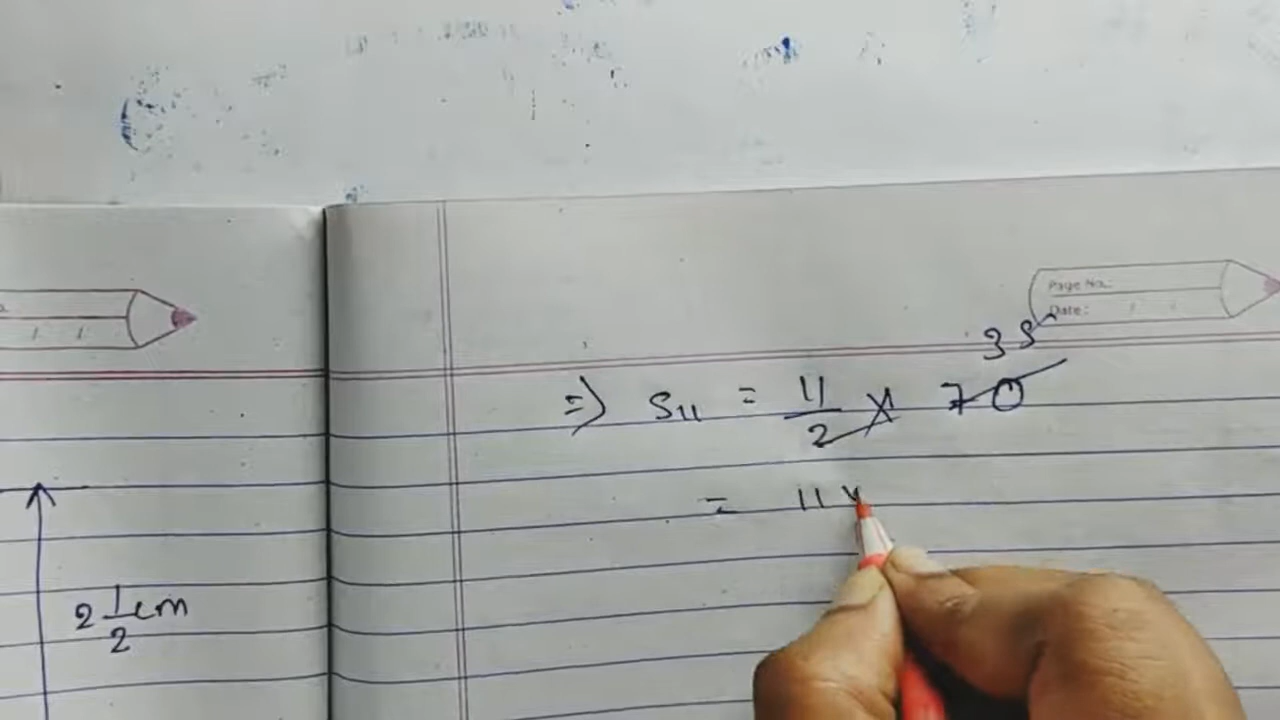 Page No.:
Date: / /
35
=> S11 = 11/2 x 70
= 11 x
/ /
2 1/2 cm